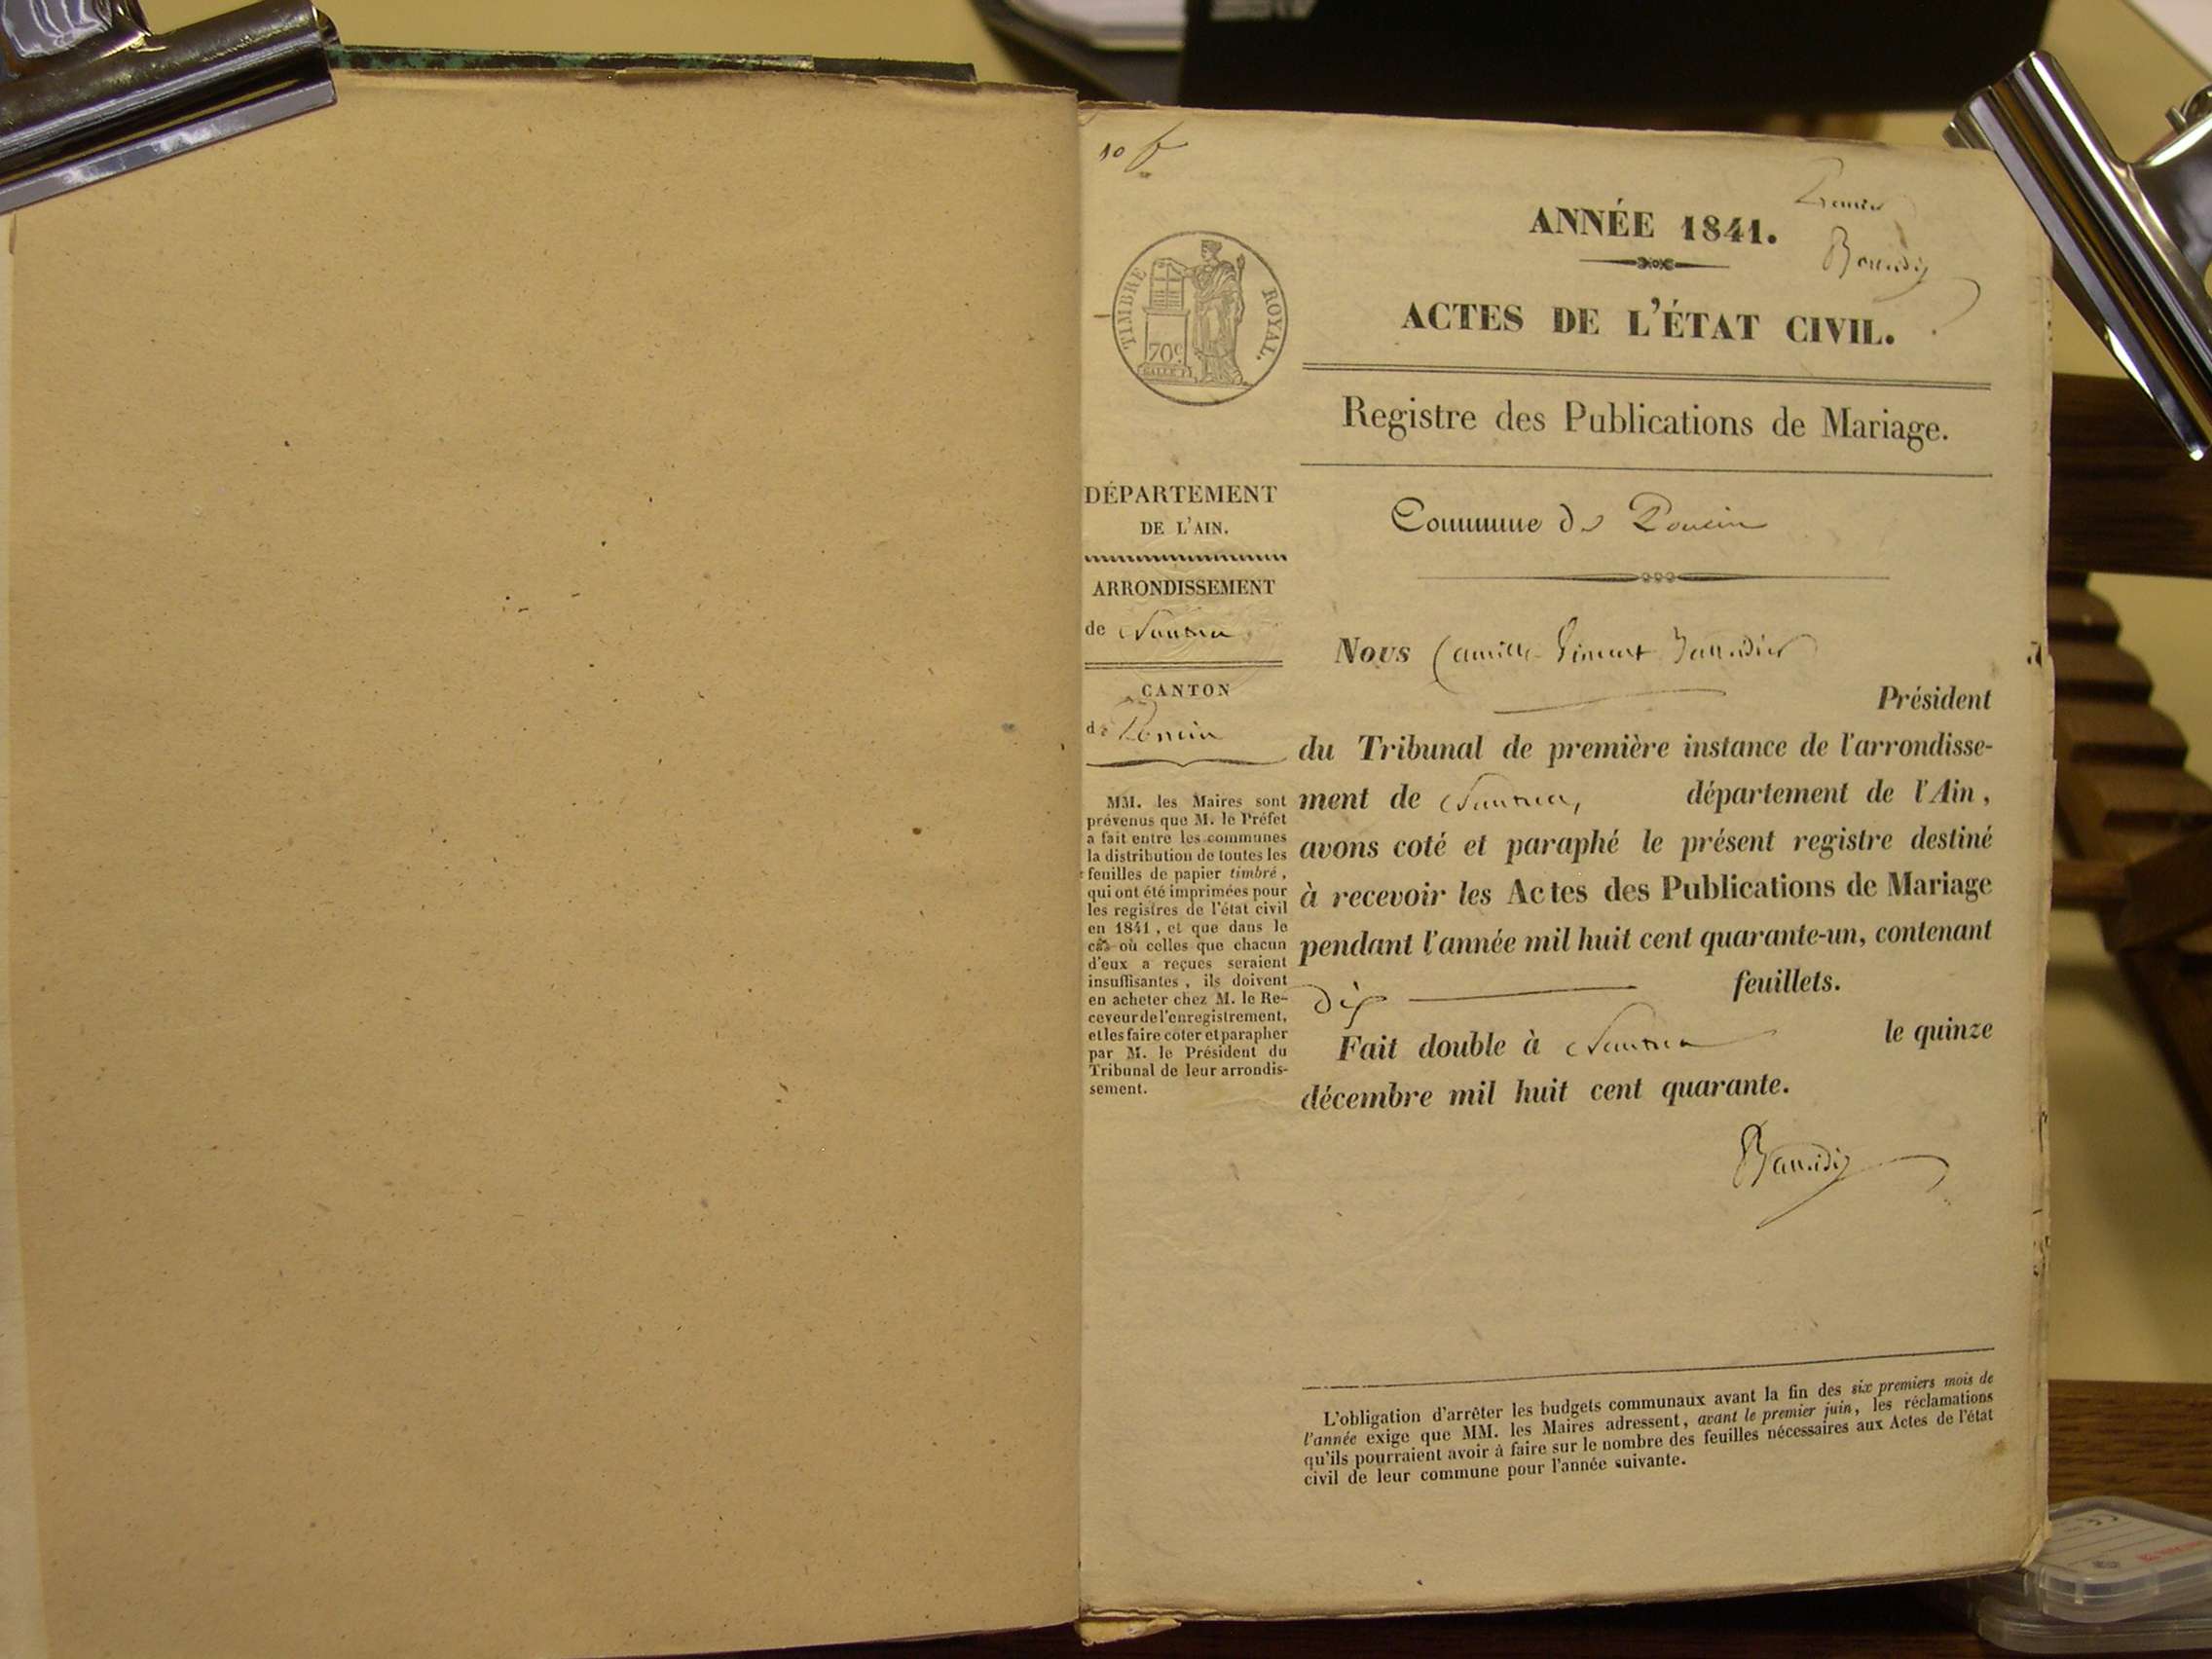 10 f
Premier
ANNÉE 1841.
ACTES DE L'ÉTAT CIVIL.
TIMBRE ROYAL.
70c
Registre des Publications de Mariage.
DÉPARTEMENT
DE L'AIN.
ARRONDISSEMENT
de Nantua
CANTON
de Poncin
MM. les Maires sont
prévenus que M. le Préfet
a fait entre les communes
la distribution de toutes les
feuilles de papier timbré,
qui ont été imprimées pour
les registres de l'état civil
en 1841, et que dans le
cas où celles que chacun
d'eux a reçues seraient
insuffisantes, ils doivent
en acheter chez M. le Re-
ceveur de l'enregistrement,
et les faire coter et parapher
par M. le Président du
Tribunal de leur arrondis-
sement.
Commune de Poncin
Nous Camille Vincent
Président
du Tribunal de première instance de l'arrondisse-
ment de Nantua, département de l'Ain,
avons coté et paraphé le présent registre destiné
à recevoir les Actes des Publications de Mariage
pendant l'année mil huit cent quarante-un, contenant
dix feuillets.
Fait double à Nantua le quinze
décembre mil huit cent quarante.
L'obligation d'arrêter les budgets communaux avant la fin des six premiers mois de
l'année exige que MM. les Maires adressent, avant le premier juin, les réclamations
qu'ils pourraient avoir à faire sur le nombre des feuilles nécessaires aux Actes de l'état
civil de leur commune pour l'année suivante.